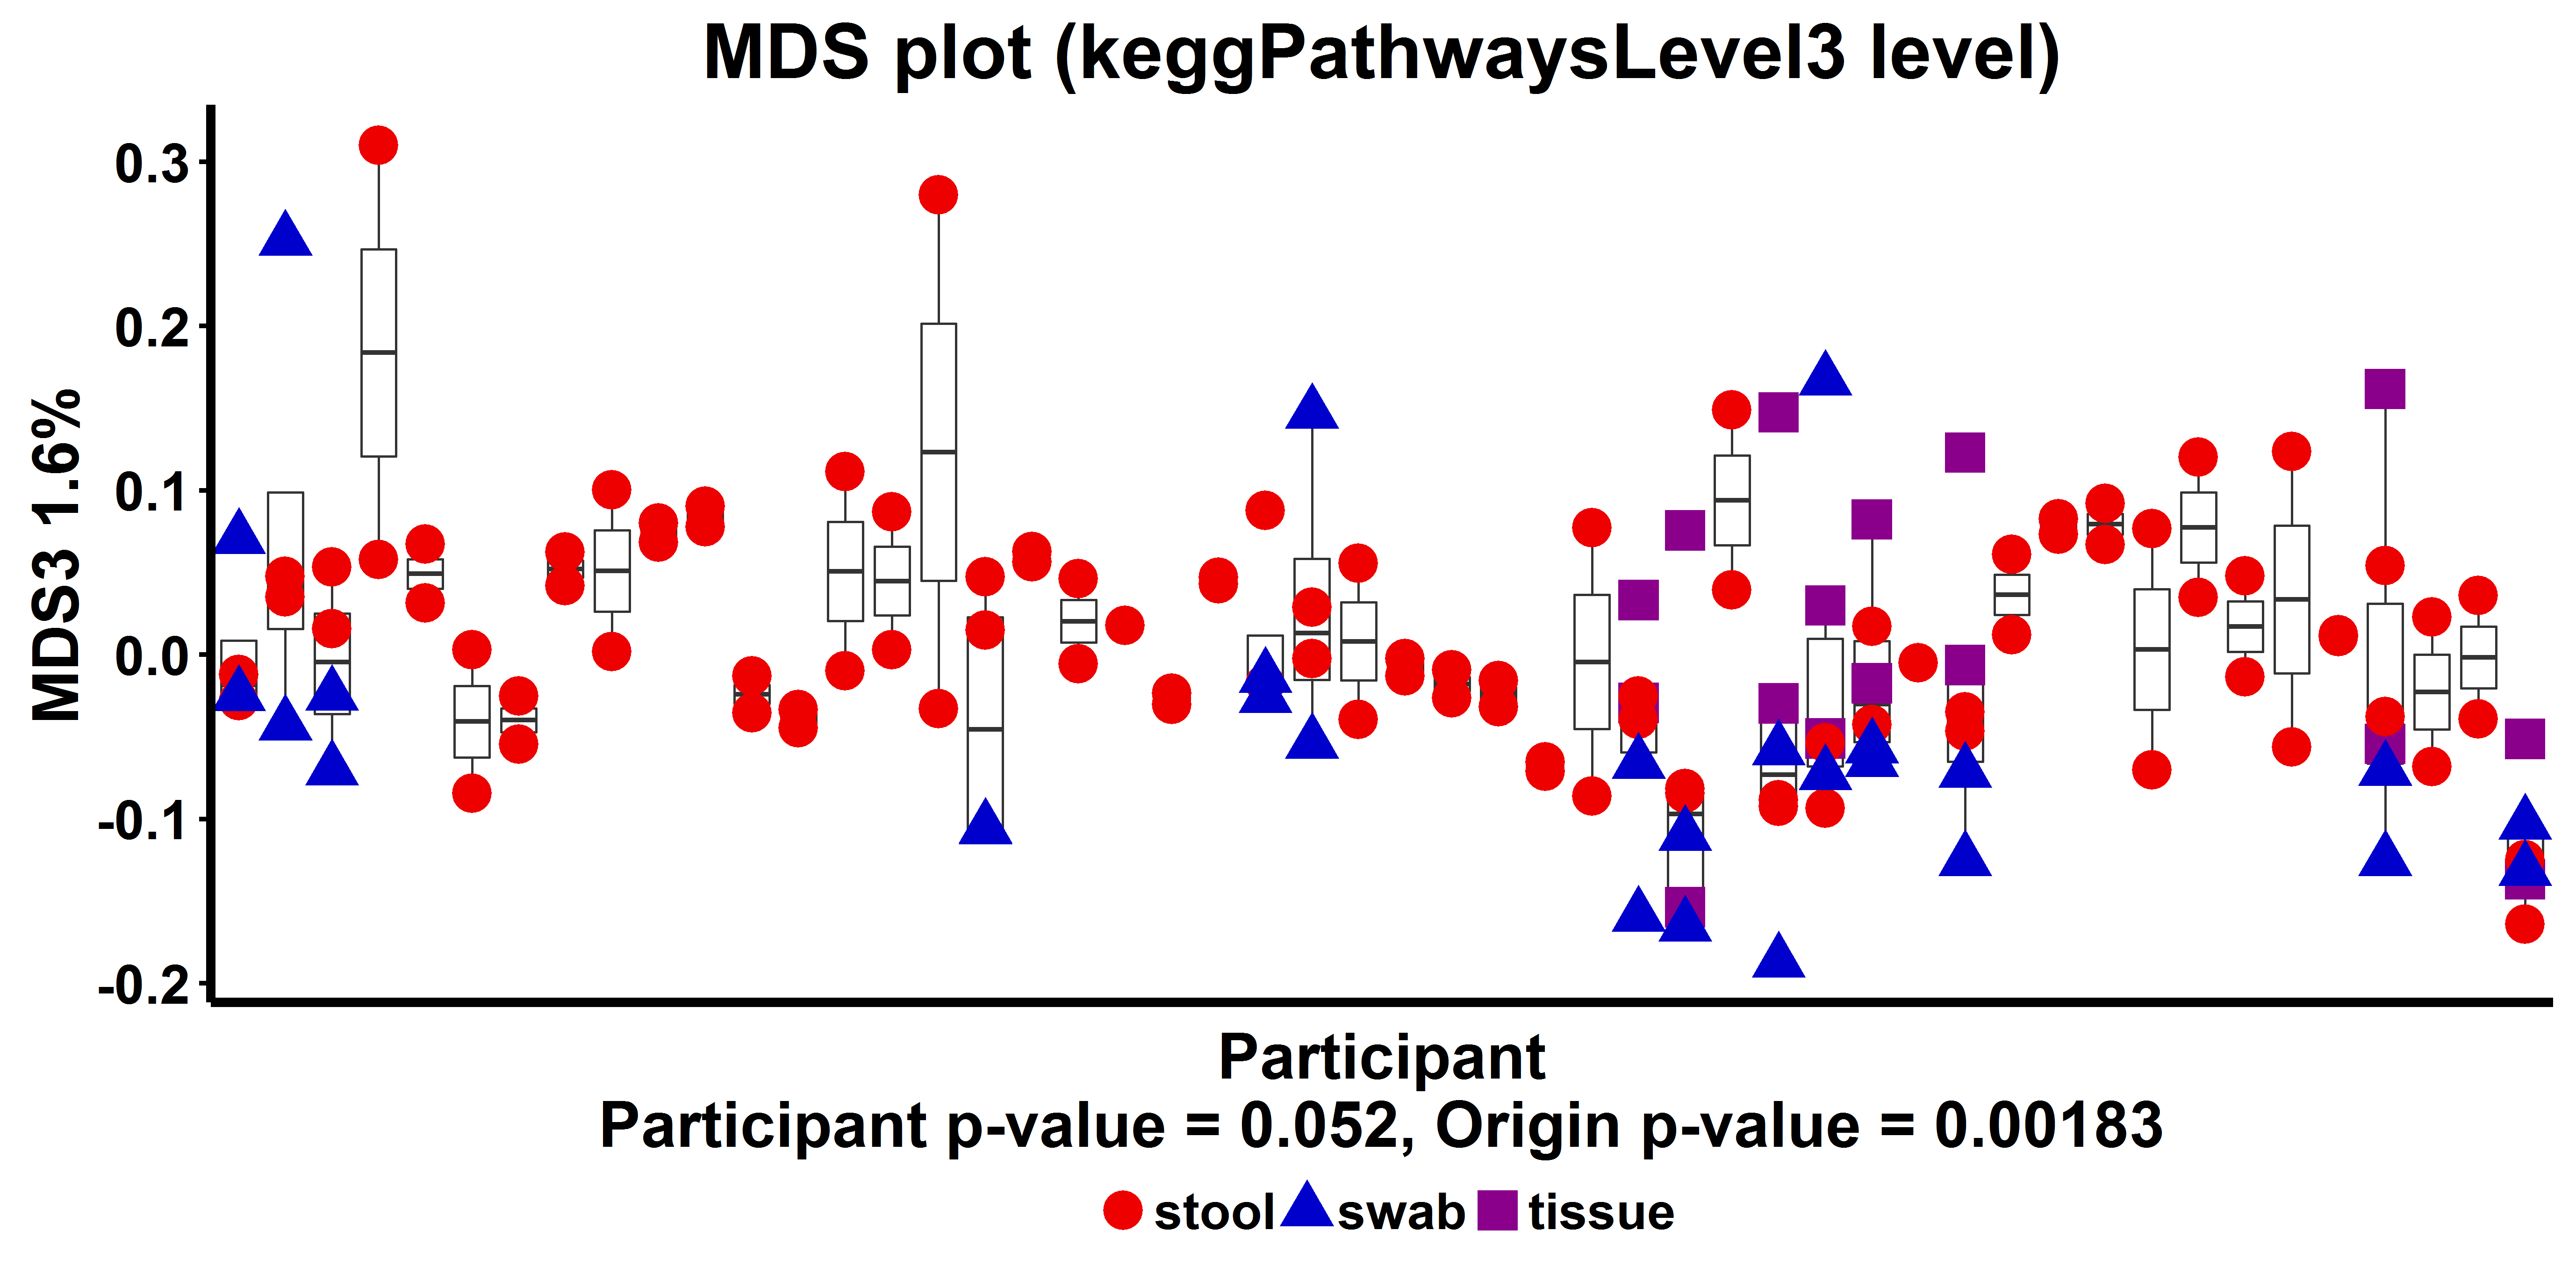 MDS plot (keggPathwaysLevel3 level)
MDS3 1.6%
0.3
0.2
0.1
0.0
-0.1
-0.2
Participant
Participant p-value = 0.052, Origin p-value = 0.00183
stool swab tissue